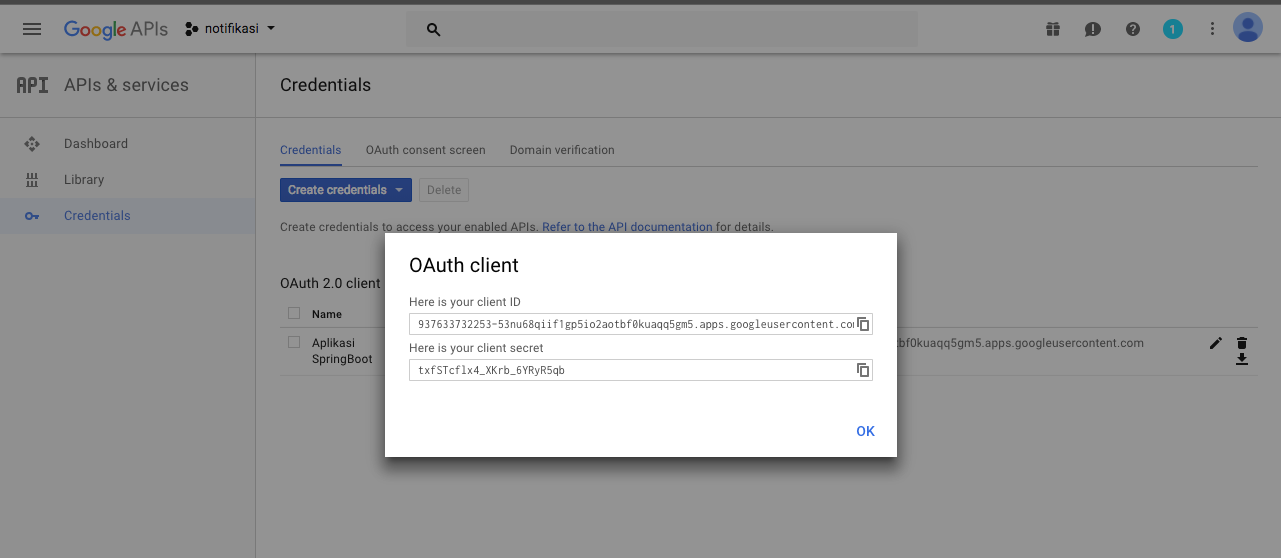 Google APIs
notifikasi
1
API
APIs & services
Credentials
Dashboard
Library
Credentials
Credentials
OAuth consent screen
Domain verification
Create credentials
Delete
Create credentials to access your enabled APIs. Refer to the API documentation for details.
OAuth 2.0 client
Name
Aplikasi
SpringBoot
bf0kuaqq5gm5.apps.googleusercontent.com
OAuth client
Here is your client ID
937633732253-53nu68qiif1gp5io2aotbf0kuaqq5gm5.apps.googleusercontent.com
Here is your client secret
txfSTcflx4_XKrb_6YRyR5qb
OK